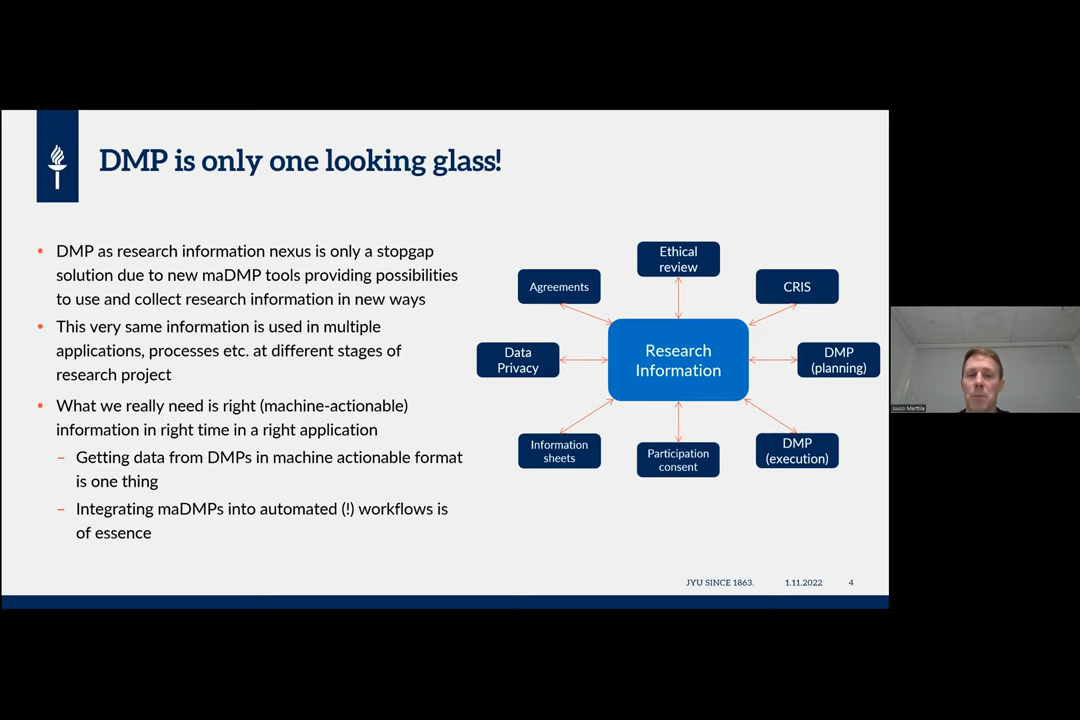 DMP is only one looking glass!
• DMP as research information nexus is only a stopgap
solution due to new maDMP tools providing possibilities
to use and collect research information in new ways
• This very same information is used in multiple
applications, processes etc. at different stages of
research project
• What we really need is right (machine-actionable)
information in right time in a right application
– Getting data from DMPs in machine actionable format
is one thing
– Integrating maDMPs into automated (!) workflows is
of essence
Ethical
review
Agreements
CRIS
Data
Privacy
Research
Information
DMP
(planning)
Information
sheets
Participation
consent
DMP
(execution)
JYU SINCE 1863.
1.11.2022
4
Juuso Marttila